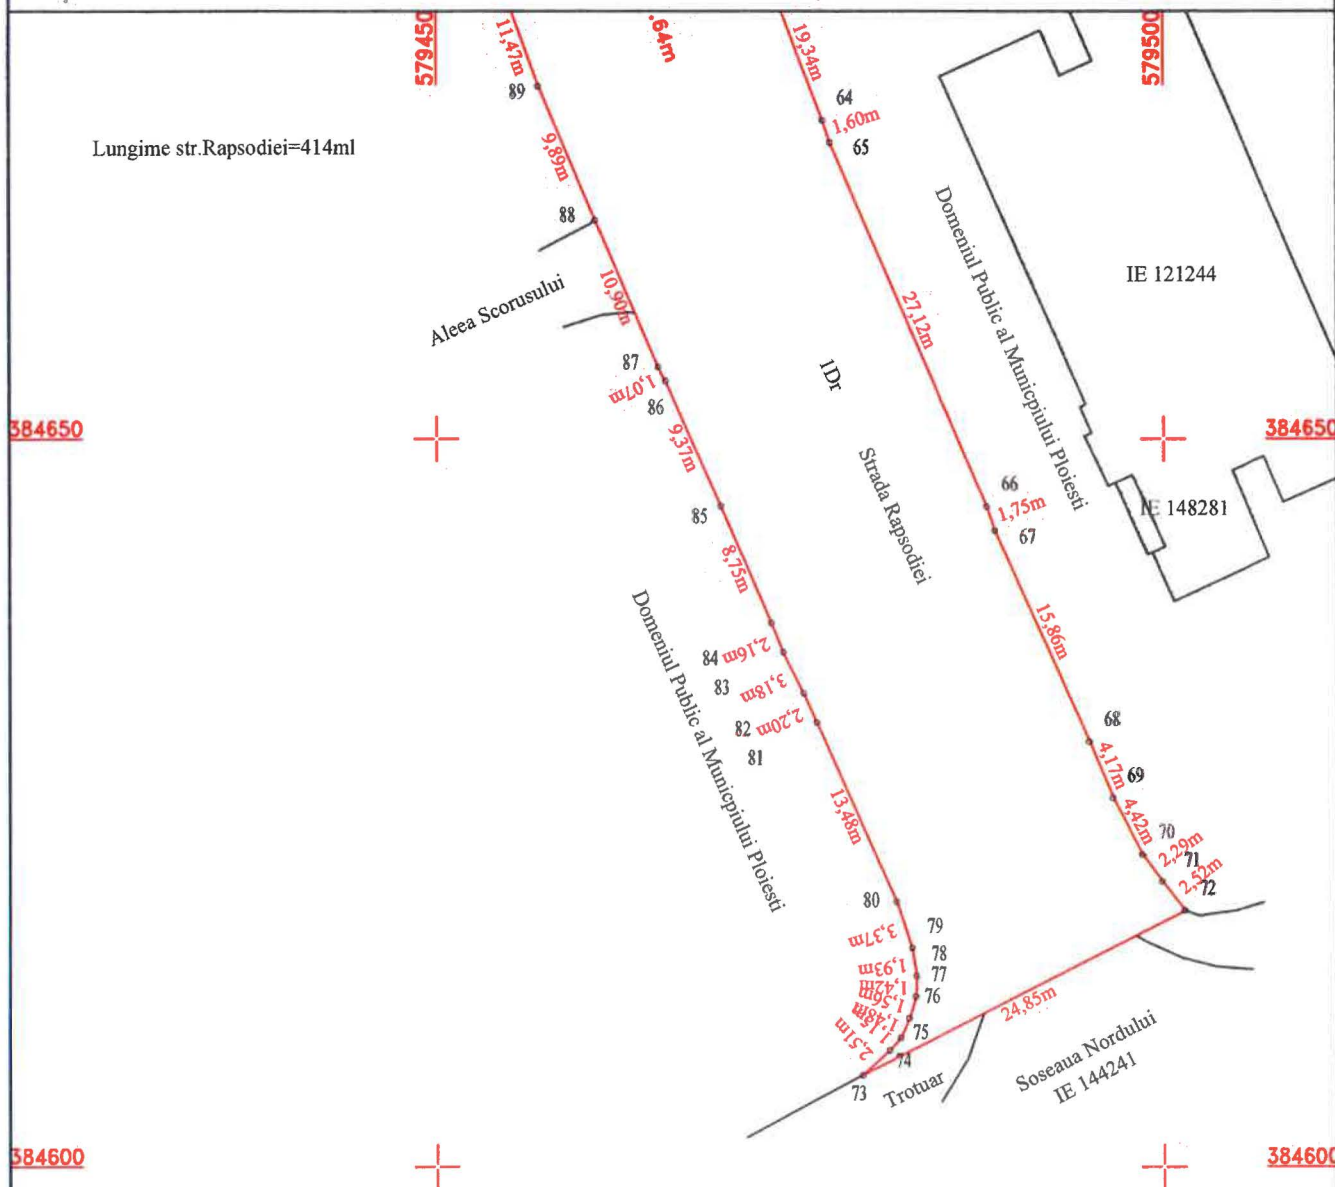 579450
11,47m
.64m
19,34m
579500
89
64
1,60m
65
Lungime str.Rapsodiei=414ml
9,89m
88
10,90m
Aleea Scorusului
27,12m
Domeniul Public al Municpiului Ploiesti
IE 121244
87
1,07m
86
1Dr
384650
384650
9,37m
Strada Rapsodiei
66
1,75m
67
IE 148281
85
8,75m
Domeniul Public al Municpiului Ploiesti
15,86m
84
2,16m
83
3,18m
82
2,20m
81
68
4,17m
69
4,42m
70
2,29m
71
2,52m
72
13,48m
80
79
3,37m
78
1,93m
77
1,42m
76
1,56m
1,48m
75
1,15m
2,51m
74
73
24,85m
Trotuar
Soseaua Nordului
IE 144241
384600
384600